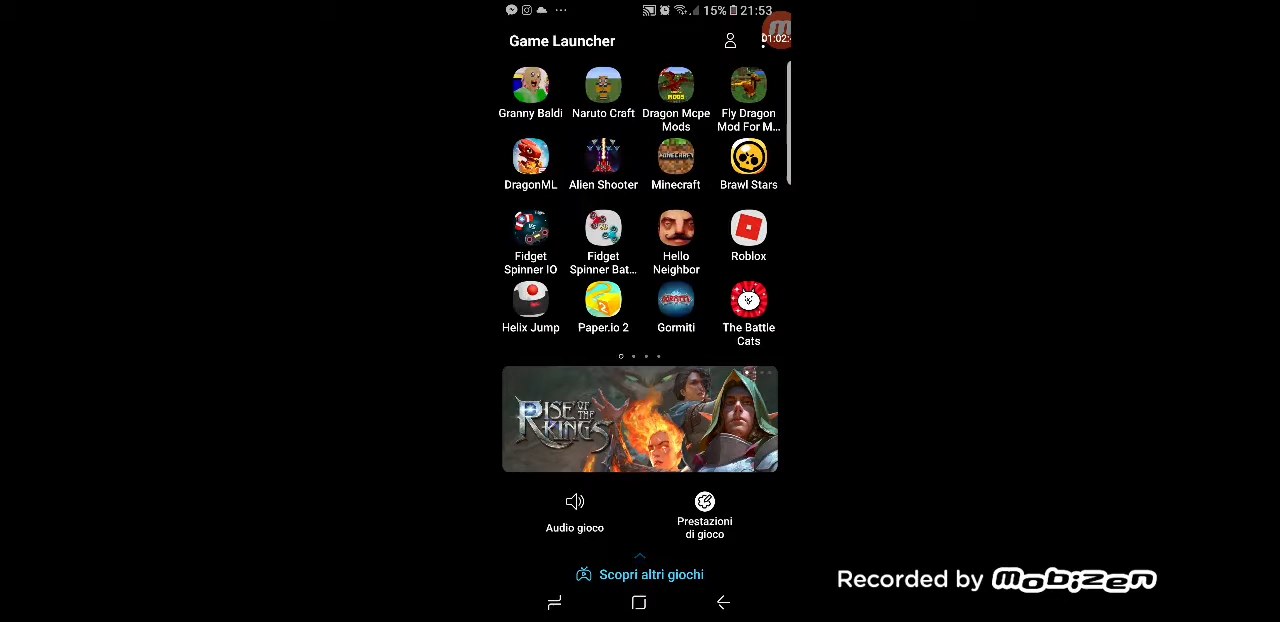 15% 21:53
Game Launcher
01:02:
Granny Baldi Naruto Craft Dragon Mcpe Mods Fly Dragon Mod For M...
DragonML Alien Shooter Minecraft Brawl Stars
Fidget Spinner IO Fidget Spinner Bat... Hello Neighbor Roblox
Helix Jump Paper.io 2 Gormiti The Battle Cats
RISE OF THE KINGS
Audio gioco
Prestazioni
di gioco
Scopri altri giochi
Recorded by mobizen